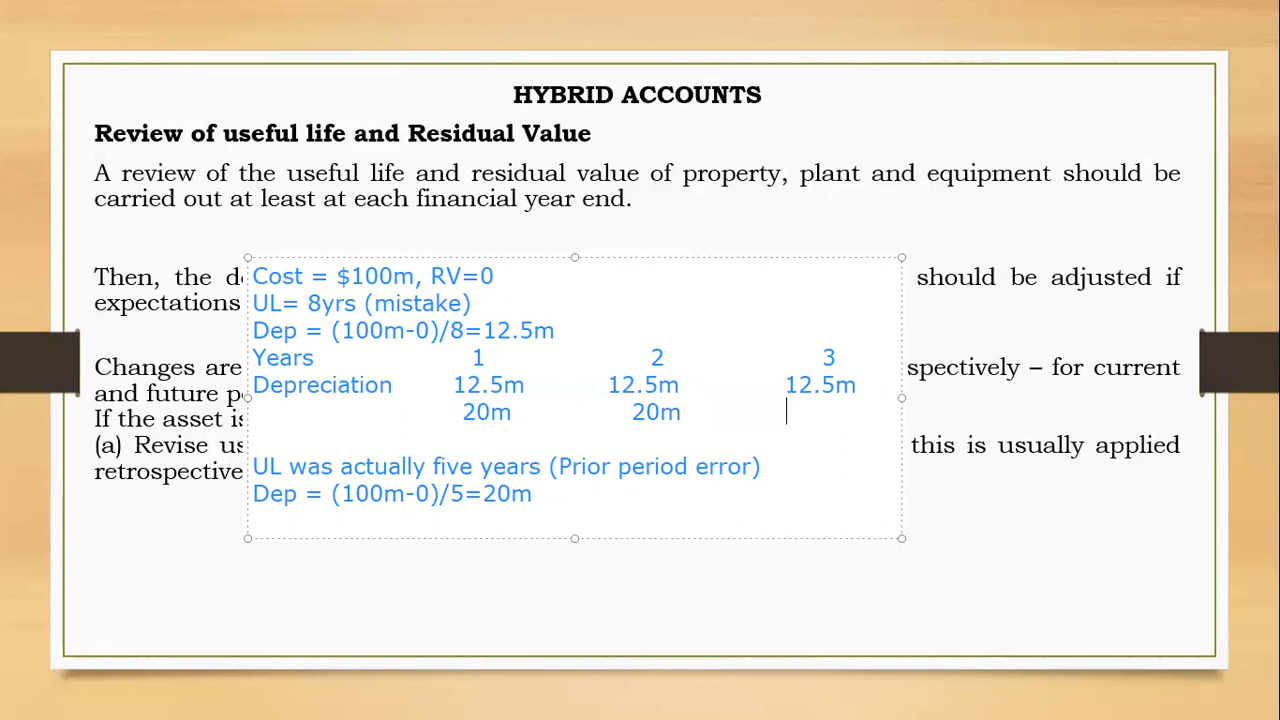 HYBRID ACCOUNTS
Review of useful life and Residual Value
A review of the useful life and residual value of property, plant and equipment should be
carried out at least at each financial year end.
Then, the should be adjusted if
expectations
Changes are – for current
and future
If the asset
(a) Revise this is usually applied
Cost = $100m, RV=0
UL= 8yrs (mistake)
Dep = (100m-0)/8=12.5m
Years 1 2 3
Depreciation 12.5m 12.5m 12.5m
20m 20m
UL was actually five years (Prior period error)
Dep = (100m-0)/5=20m